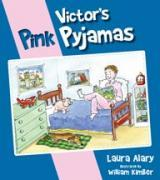 Victor's
Pink Pyjamas
Laura Alary
Illustrated by
William Kimber